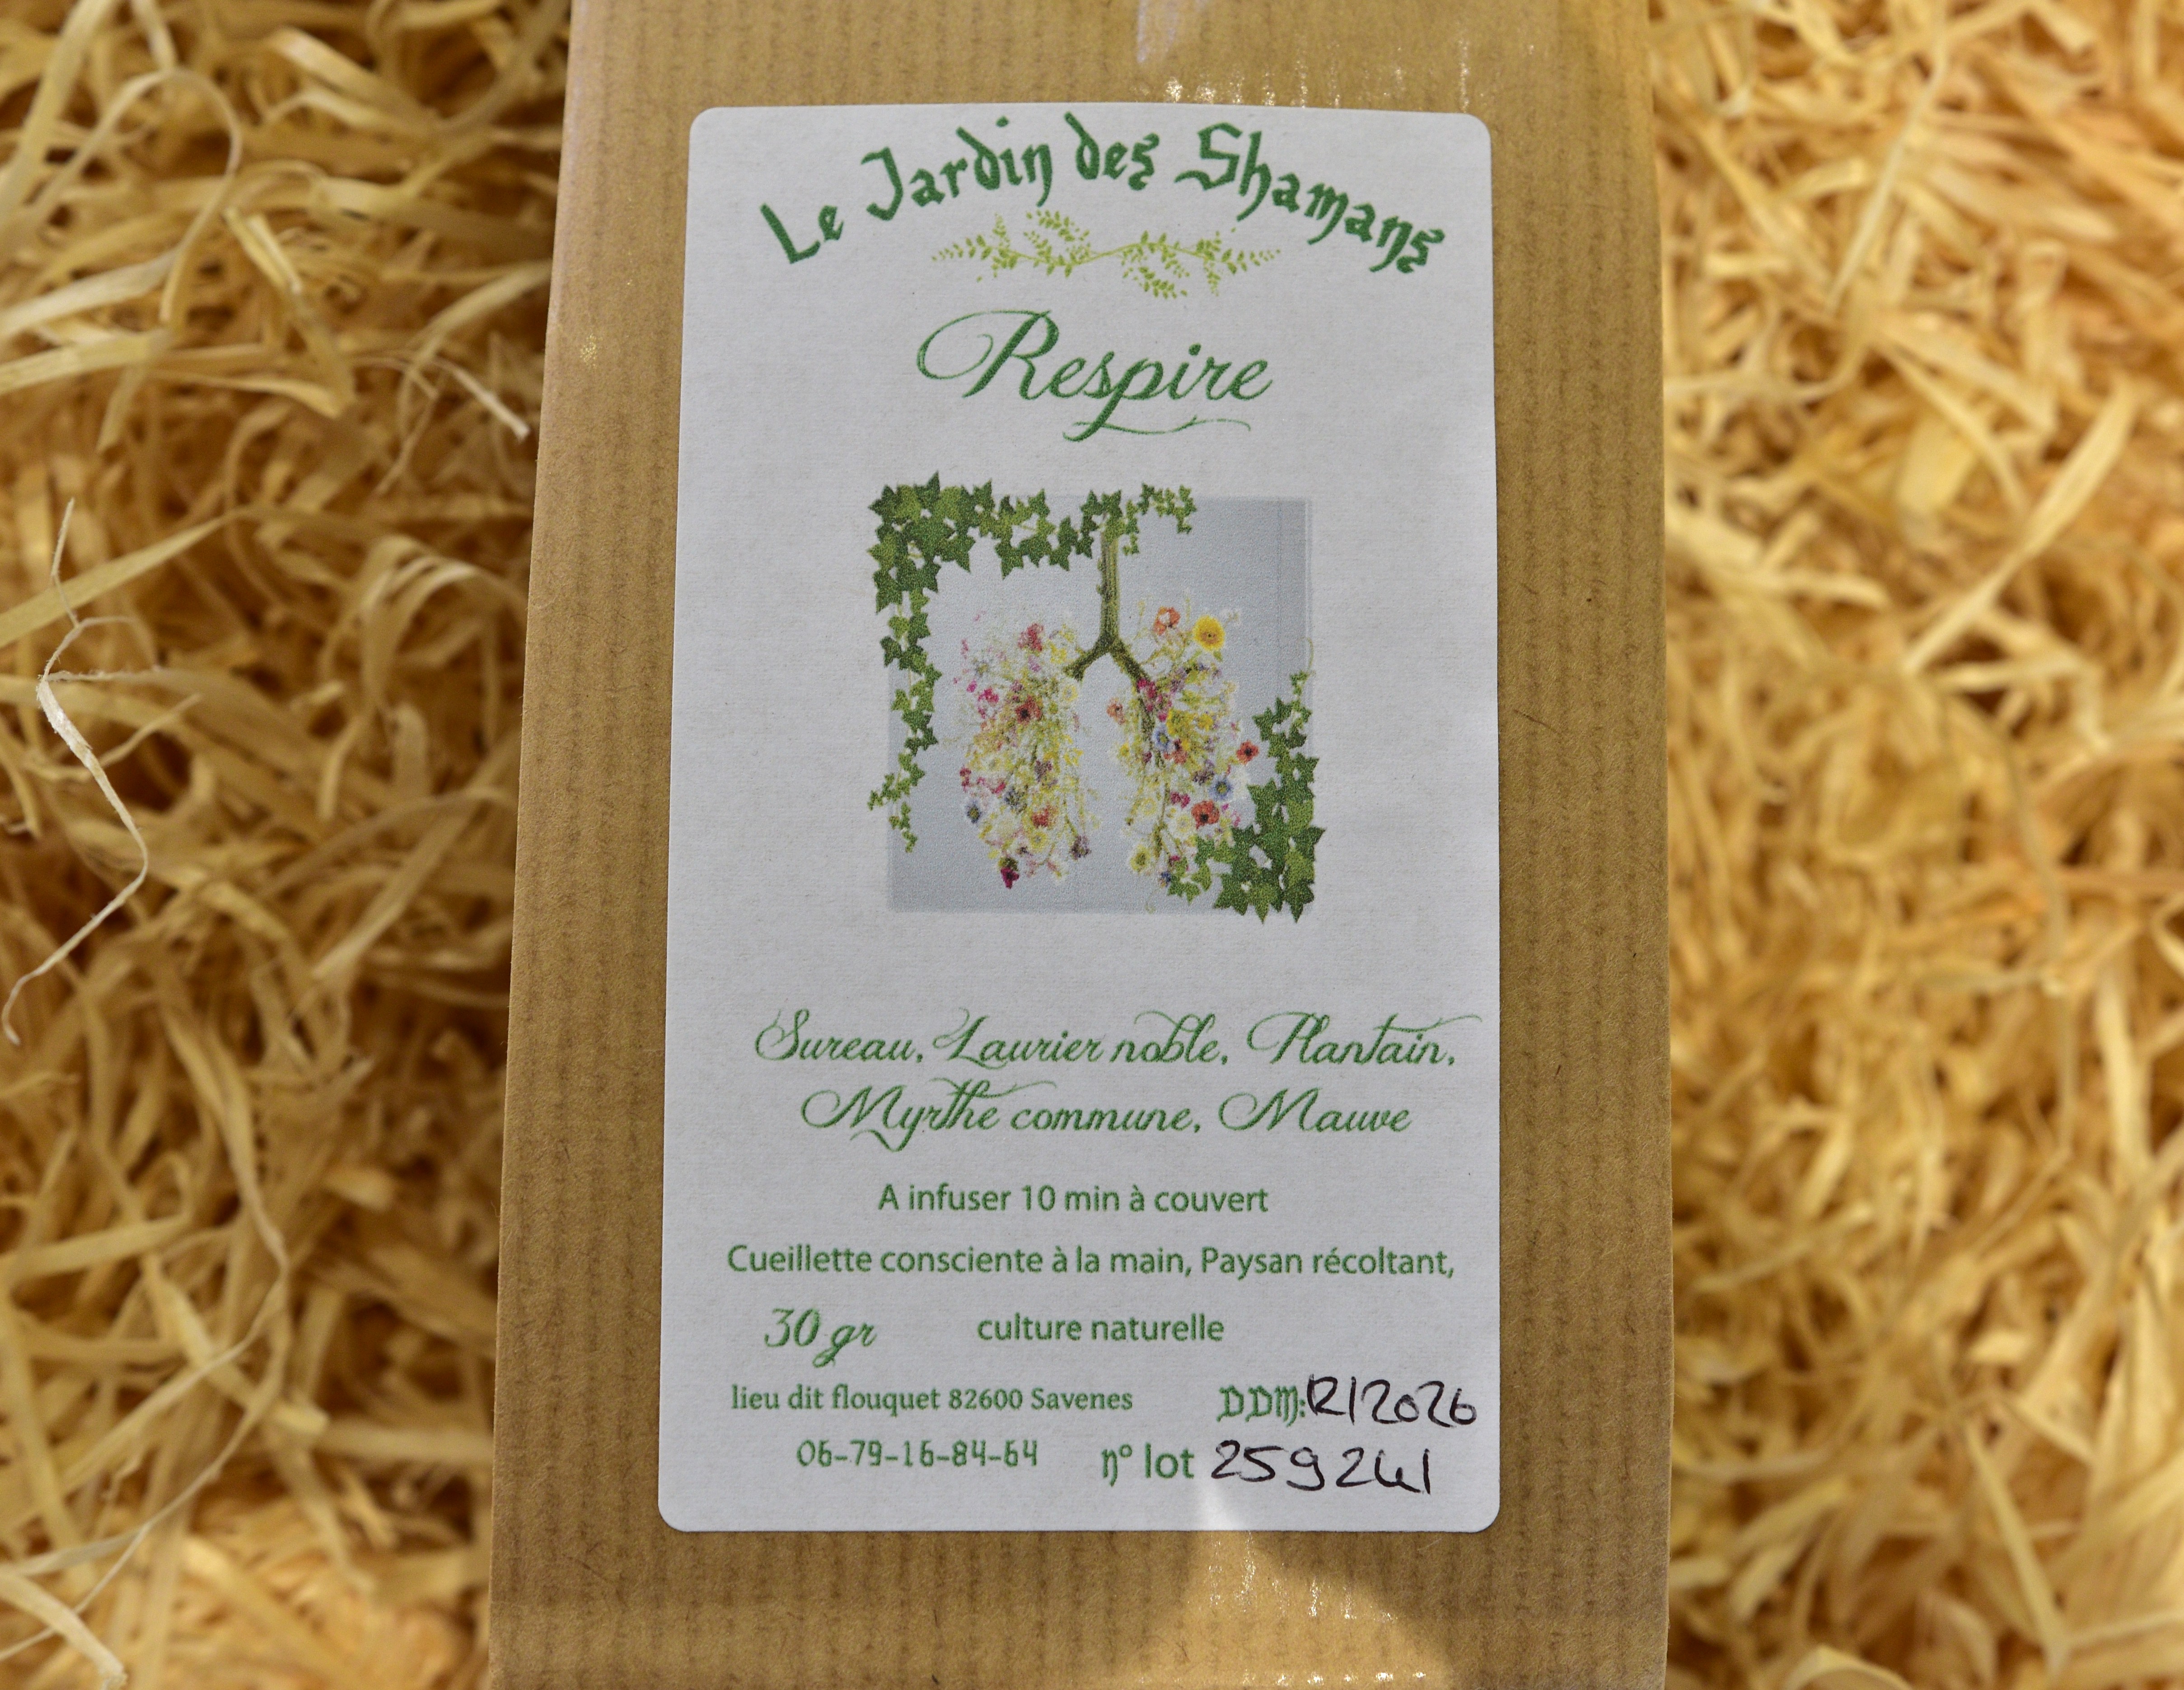 Le Jardin des Shamans
Respire
Sureau, Laurier noble, Plantain,
Myrthe commune, Mauve
A infuser 10 min à couvert
Cueillette consciente à la main, Paysan récoltant,
30 gr culture naturelle
lieu dit flouquet 82600 Savenes DDM: 12/2026
06-79-16-84-64 n° lot 259241